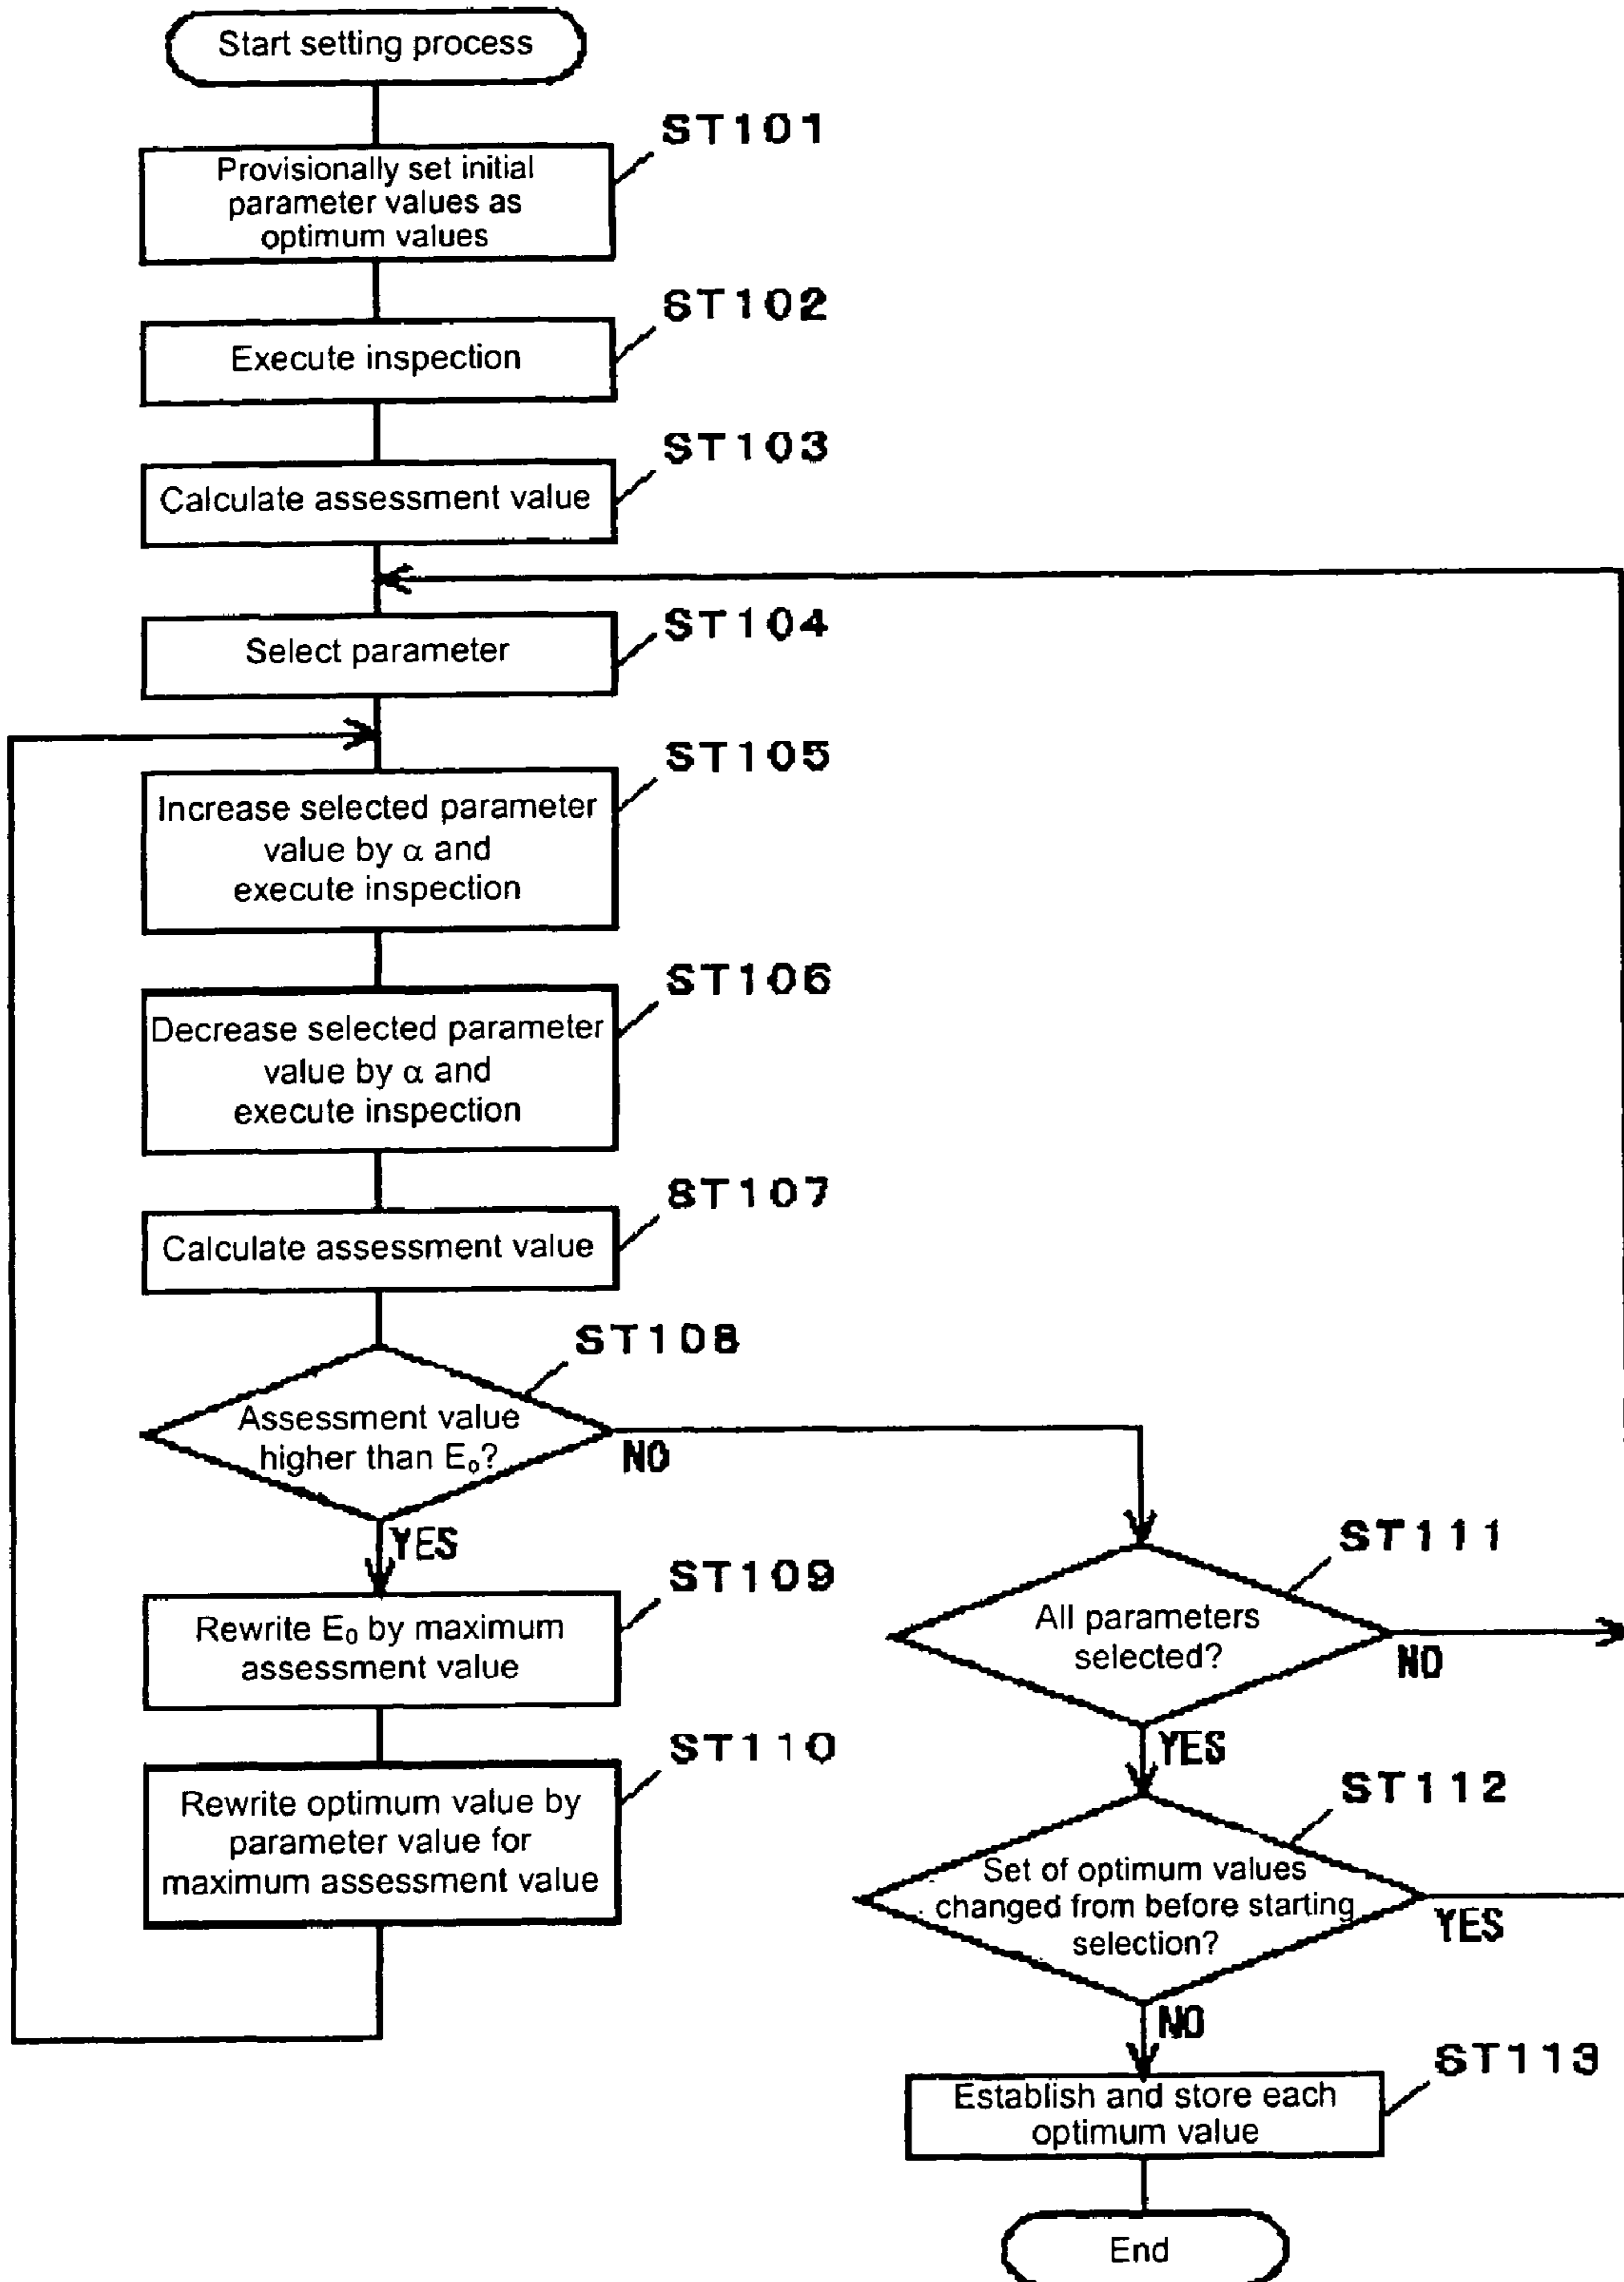 Start setting process
ST101
Provisionally set initial
parameter values as
optimum values
ST102
Execute inspection
ST103
Calculate assessment value
ST104
Select parameter
ST105
Increase selected parameter
value by α and
execute inspection
ST106
Decrease selected parameter
value by α and
execute inspection
ST107
Calculate assessment value
ST108
Assessment value
higher than E₀?
NO
YES
ST109
Rewrite E₀ by maximum
assessment value
ST110
Rewrite optimum value by
parameter value for
maximum assessment value
ST111
All parameters
selected?
NO
YES
ST112
Set of optimum values
changed from before starting
selection?
YES
NO
ST113
Establish and store each
optimum value
End